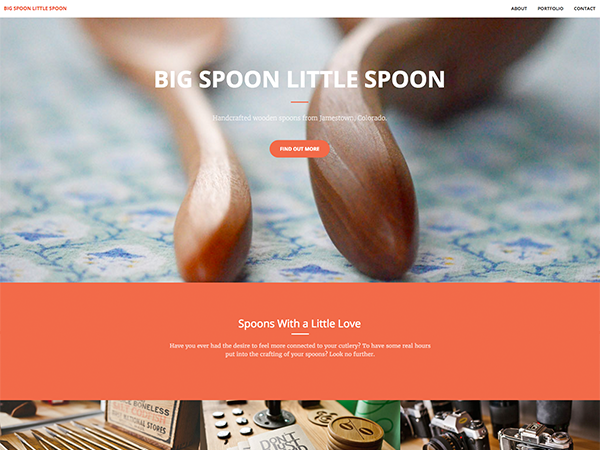 BIG SPOON LITTLE SPOON
ABOUT PORTFOLIO CONTACT
BIG SPOON LITTLE SPOON
Handcrafted wooden spoons from Jamestown, Colorado.
FIND OUT MORE
Spoons With a Little Love
Have you ever had the desire to feel more connected to your cutlery? To have some real hours
put into the crafting of your spoons? Look no further.
BONELESS
CODFISH
NATIONAL STORES
DON'T